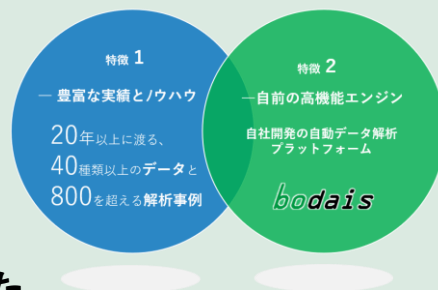 特徴 1
― 豊富な実績とノウハウ
20年以上に渡る、
40種類以上のデータと
800を超える解析事例
特徴 2
―自前の高機能エンジン
自社開発の自動データ解析
プラットフォーム
bodais
た